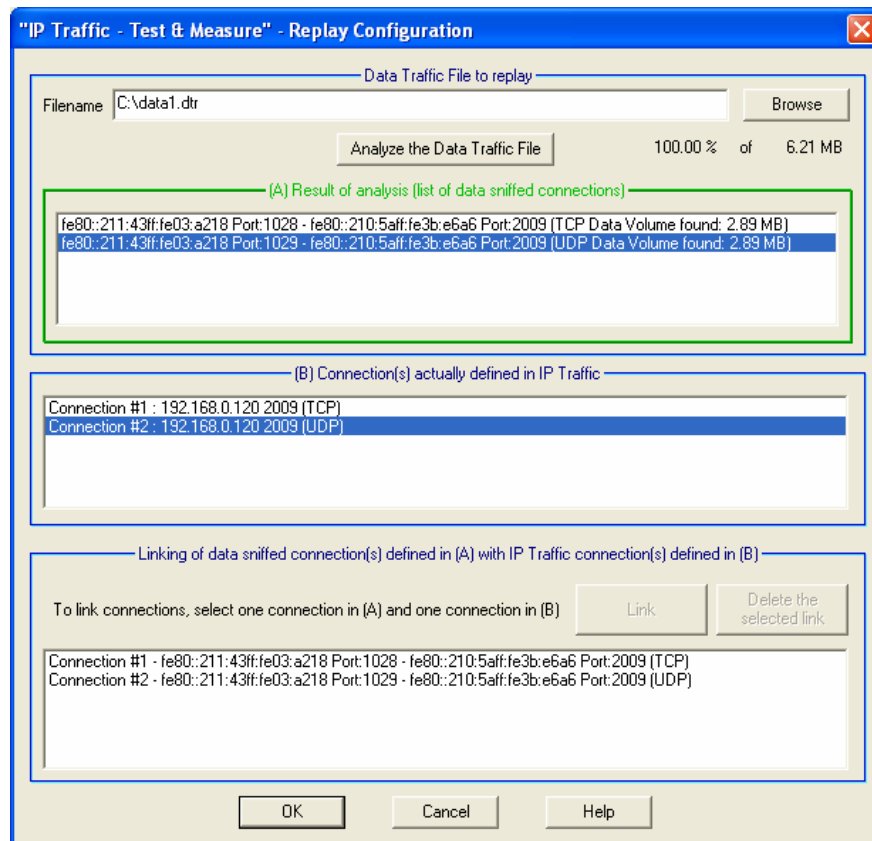 "IP Traffic - Test & Measure" - Replay Configuration
Data Traffic File to replay
Filename C:\data1.dtr Browse
Analyze the Data Traffic File 100.00 % of 6.21 MB
(A) Result of analysis (list of data sniffed connections)
fe80::211:43ff:fe03:a218 Port:1028 - fe80::210:5aff:fe3b:e6a6 Port:2009 (TCP Data Volume found: 2.89 MB)
fe80::211:43ff:fe03:a218 Port:1029 - fe80::210:5aff:fe3b:e6a6 Port:2009 (UDP Data Volume found: 2.89 MB)
(B) Connection(s) actually defined in IP Traffic
Connection #1 : 192.168.0.120 2009 (TCP)
Connection #2 : 192.168.0.120 2009 (UDP)
Linking of data sniffed connection(s) defined in (A) with IP Traffic connection(s) defined in (B)
To link connections, select one connection in (A) and one connection in (B)
Link
Delete the
selected link
Connection #1 - fe80::211:43ff:fe03:a218 Port:1028 - fe80::210:5aff:fe3b:e6a6 Port:2009 (TCP)
Connection #2 - fe80::211:43ff:fe03:a218 Port:1029 - fe80::210:5aff:fe3b:e6a6 Port:2009 (UDP)
OK Cancel Help